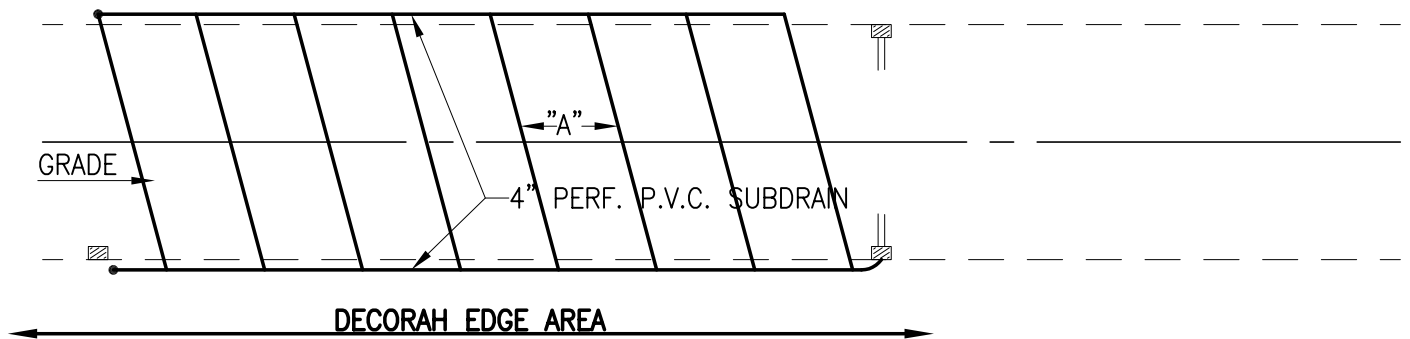 "A"
GRADE
4" PERF. P.V.C. SUBDRAIN
DECORAH EDGE AREA